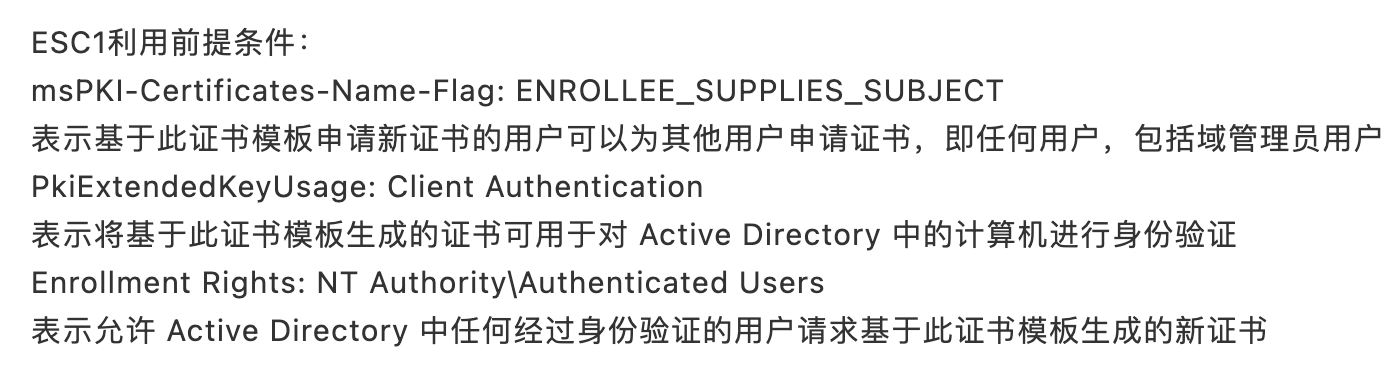 ESC1利用前提条件：
msPKI-Certificates-Name-Flag: ENROLLEE_SUPPLIES_SUBJECT
表示基于此证书模板申请新证书的用户可以为其他用户申请证书，即任何用户，包括域管理员用户
PkiExtendedKeyUsage: Client Authentication
表示将基于此证书模板生成的证书可用于对 Active Directory 中的计算机进行身份验证
Enrollment Rights: NT Authority\Authenticated Users
表示允许 Active Directory 中任何经过身份验证的用户请求基于此证书模板生成的新证书